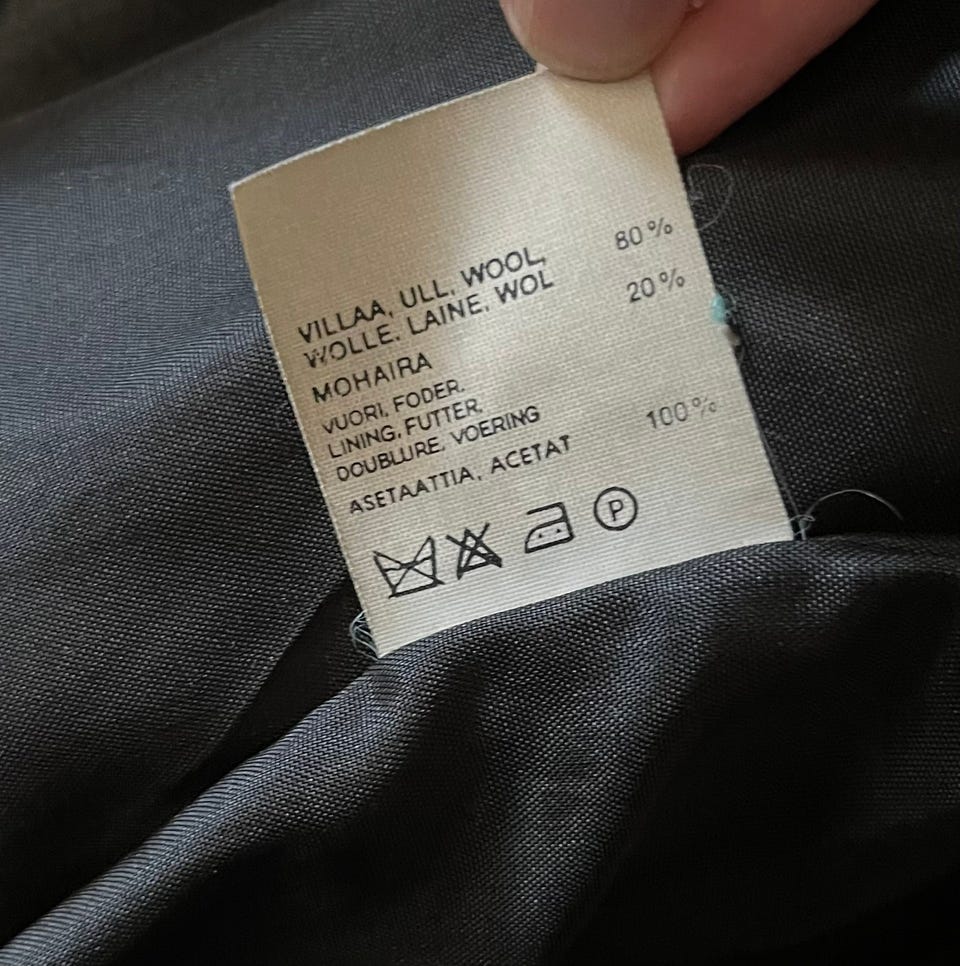 VILLAA, ULL, WOOL, 80%
WOLLE, LAINE, WOL
MOHAIRA 20%
VUORI, FODER,
LINING, FUTTER,
DOUBLURE, VOERING
ASETAATTIA, ACETAT 100%
P